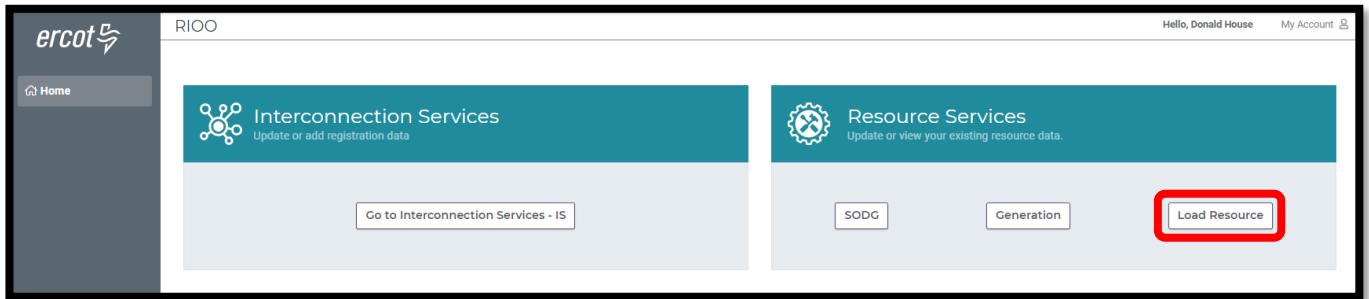 ercot
RIOO
Hello, Donald House
My Account
Home
Interconnection Services
Update or add registration data
Go to Interconnection Services - IS
Resource Services
Update or view your existing resource data.
SODG
Generation
Load Resource